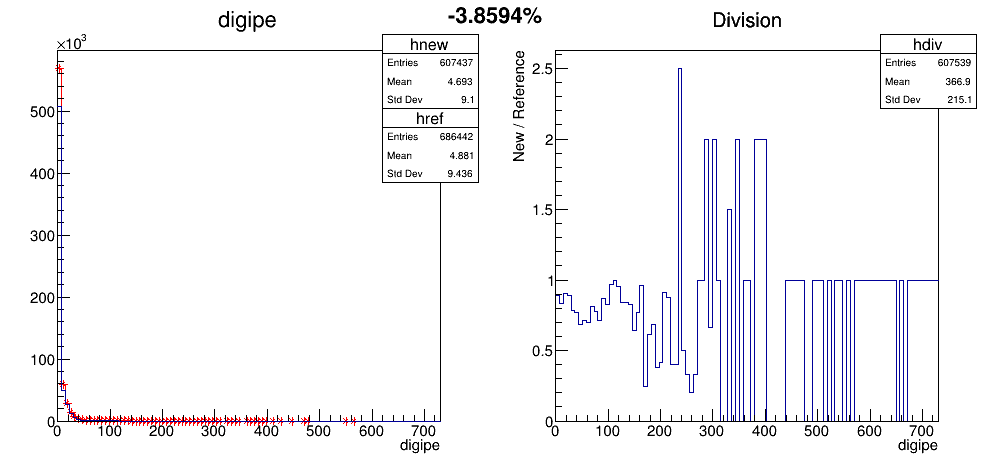 -3.8594%
digipe
×10³
hnew
Entries 607437
Mean 4.693
Std Dev 9.1
href
Entries 686442
Mean 4.881
Std Dev 9.436
500
400
300
200
100
0
0 100 200 300 400 500 600 700
digipe
Division
hdiv
Entries 607539
Mean 366.9
Std Dev 215.1
New / Reference
2.5
2
1.5
1
0.5
0
0 100 200 300 400 500 600 700
digipe